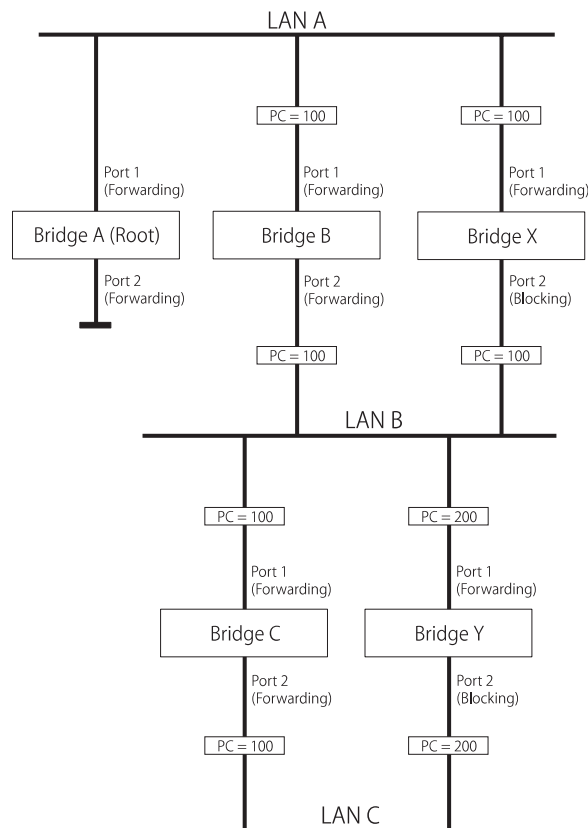 LAN A
PC = 100
PC = 100
Port 1
(Forwarding)
Port 1
(Forwarding)
Port 1
(Forwarding)
Bridge A (Root)
Bridge B
Bridge X
Port 2
(Forwarding)
Port 2
(Forwarding)
Port 2
(Blocking)
PC = 100
PC = 100
LAN B
PC = 100
PC = 200
Port 1
(Forwarding)
Port 1
(Forwarding)
Bridge C
Bridge Y
Port 2
(Forwarding)
Port 2
(Blocking)
PC = 100
PC = 200
LAN C